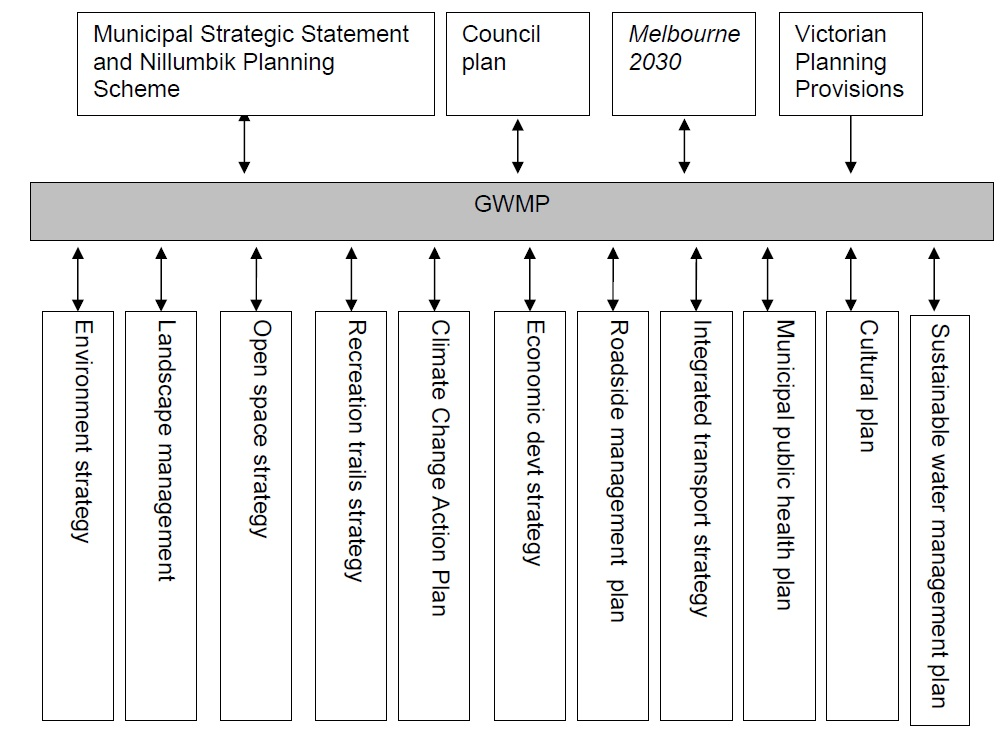 Municipal Strategic Statement
and Nillumbik Planning
Scheme
Council
plan
Melbourne
2030
Victorian
Planning
Provisions
GWMP
Environment strategy
Landscape management
Open space strategy
Recreation trails strategy
Climate Change Action Plan
Economic devt strategy
Roadside management plan
Integrated transport strategy
Municipal public health plan
Cultural plan
Sustainable water management plan